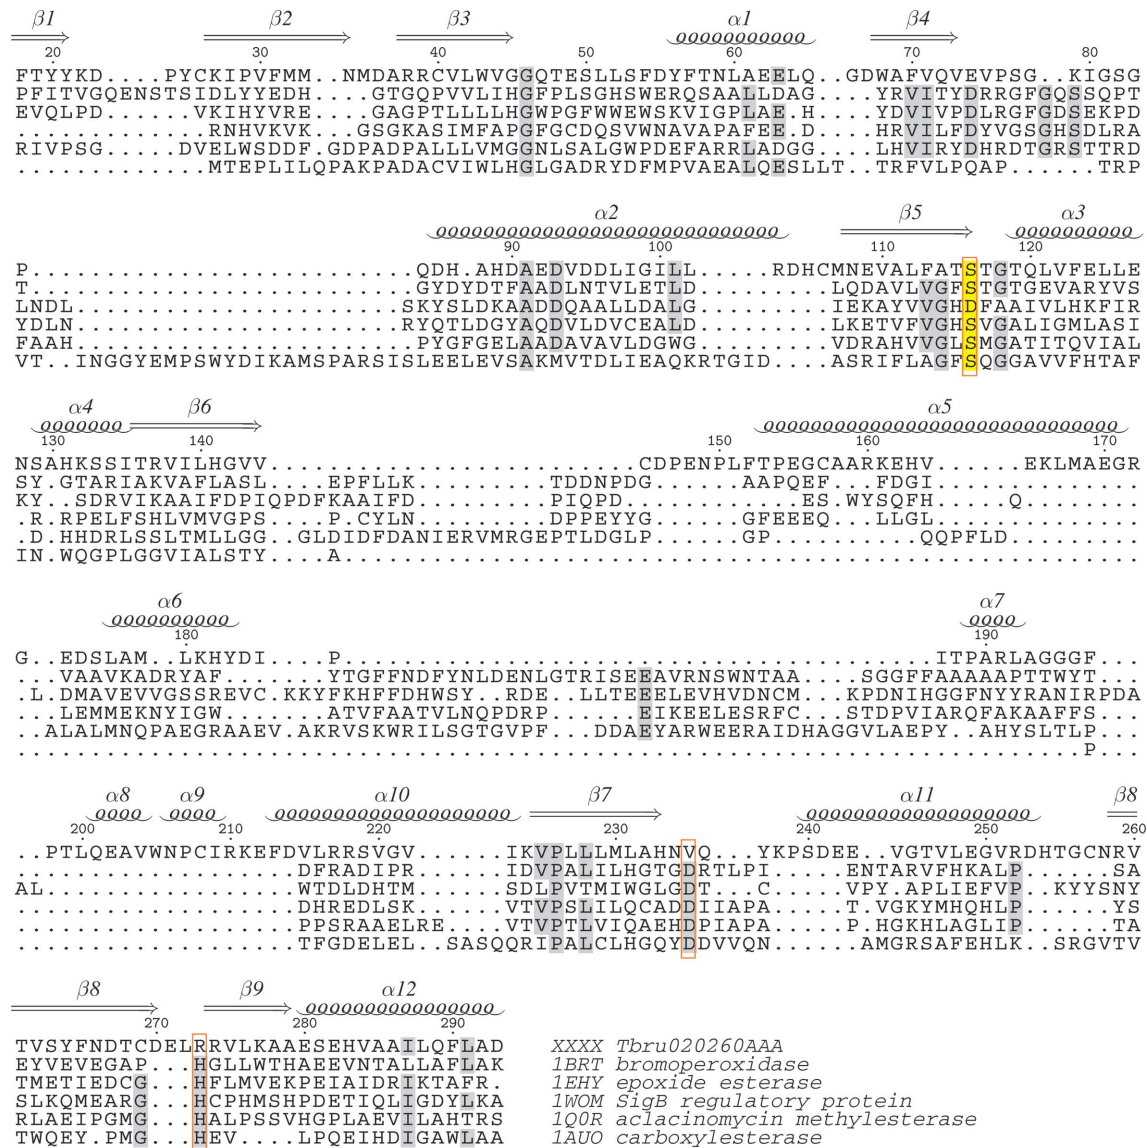 β1 β2 β3 α1 β4
20 30 40 50 60 70 80
FTYYKD....PYCKIPVFMM..NMDARRCVLWVGGQTESLLSFDYFTNLAEELQ..GDWAFVQVEVPSG..KIGSG
PFITVGQENSTSIDLYYEDH....GTGQPVVLIHGFPLSGHSWERQSAALLDAG....YRVITYDRRGFGQSSQPT
EVQLPD......VKIHYVRE....GAGPTLLLLHGWPGFWWEWSKVIGPLAE.H....YDVIVPDLRGFGDSEKPD
............RNHVKVK.....GSGKASIMFAPGFGCDQSVWNAVAPAFEE.D....HRVILFDYVGSGHSDLRA
RIVPSG.....DVELWSDDF.GDPADPALLLVMGGNLSALGWPDEFARRLADGG....LHVIRYDHRDTGRSTTRD
.............MTEPLILQPAKPADACVIWLHGLGADRYDFMPVAEALQESLLT.TRFVLPQAP......TRP
α2 β5 α3
90 100 110 120
P..........................QDH.AHDAEDVDDLIGILL.....RDHCMNEVALFATSTGTQLVFELLE
T..........................GYDYDTFAADLNTVLETLD.........LQDAVLVGFSTGTGEVARYVS
LNDL.......................SKYSLDKAADDQAALLDALG........IEKAYVVGHDFAAIVLHKFIR
YDLN......................RYQTLDGYAQDVLDVCEALD.........LKETVFVGHSVGALIGMLASI
FAAH.......................PYGFGELAADAVAVLDGWG.........VDRAHVVGLSMGATITQVIAL
VT..INGGYEMPSWYDIKAMSPARSISLEELEVSAKMVTDLIEAQKRTGID....ASRIFLAGFSQGGAVVFHTAF
α4 β6 α5
130 140 150 160 170
NSAHKSSITRVILHGVV.........................CDPENPLFTPEGCAARKEHV......EKLMAEGR
SY.GTARIAKVAFLASL....EPFLLK.........TDDNPDG......AAPQEF...FDGI..............
KY..SDRVIKAAIFDPIQPDFKAAIFD.........PIQPD............ES.WYSQFH.....Q........
.R.RPELFSHLVMVGPS....P.CYLN.........DPPEYYG.....GFEEEQ...LLGL...............
.D.HHDRLSSLTMLLGG..GLDIDFDANIERVMRGEPTLDGLP......GP..........QQPFLD.........
IN.WQGPLGGVIALSTY....A......................................................
α6 α7
180 190
G..EDSLAM..LKHYDI....P........................................ITPARLAGGGF...
...VAAVKADRYAF.......YTGFFNDFYNLDENLGTRISEEAVRNSWNTAA...SGGFFAAAAAPTTWYT...
.L.DMAVEVVGSSREVC.KKYFKHFFDHWSY..RDE..LLTEEELEVHVDNCM...KPDNIHGGFNYYRANIRPDA
...LEMMEKNYIGW.......ATVFAATVLNQPDRP......EIKEELESRFC...STDPVIARQFAKAAFFS...
..ALALMNQPAEGRAAEV.AKRVSKWRILSGTGVPF...DDAEYARWEERAIDHAGGVLAEPY..AHYSLTLP...
........................................................................P...
α8 α9 α10 β7 α11 β8
200 210 220 230 240 250 260
..PTLQEAVWNPCIRKEFDVLRRSVGV......IKVPLLLMLAHNVQ...YKPSDEE..VGTVLEGVRDHTGCNRV
...................DFRADIPR......IDVPALILHGTGDRTLPI.....ENTARVFHKALP......SA
AL.................WTDLDHTM......SDLPVTMIWGLGDT...C.....VPY.APLIEFVP..KYYSNY
...................DHREDLSK......VTVPSLILQCADDIIAPA.....T.VGKYMHQHLP......YS
...................PPSRAAELRE....VTVPTLVIQAEHDPIAPA.....P.HGKHLAGLIP......TA
...................TFGDELEL..SASQQRIPALCLHGQYDDVVQN......AMGRSAFEHLK..SRGVTV
β8 β9 α12
270 280 290
TVSYFNDTCDELRRVLKAAESEHVAAILQFLAD XXXX Tbru020260AAA
EYVEVEGAP...HGLLWTHAEEVNTALLAFLAK 1BRT bromoperoxidase
TMETIEDCG...HFLMVEKPEIAIDRIKTAFR. 1EHY epoxide esterase
SLKQMEARG...HCPHMSHPDETIQLIGDYLKA 1WOM SigB regulatory protein
RLAEIPGMG...HALPSSVHGPLAEVILAHTRS 1Q0R aclacinomycin methylesterase
TWQEY.PMG...HEV....LPQEIHDIGAWLAA 1AUO carboxylesterase